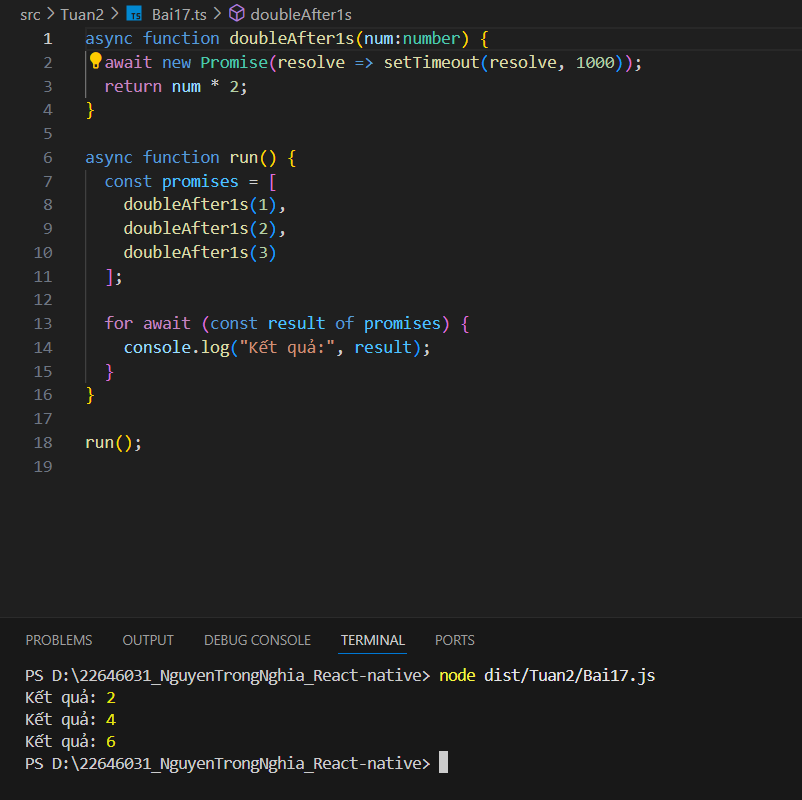 src > Tuan2 > TS Bai17.ts > doubleAfter1s
1 async function doubleAfter1s(num:number) {
2 await new Promise(resolve => setTimeout(resolve, 1000));
3 return num * 2;
4 }
5
6 async function run() {
7 const promises = [
8 doubleAfter1s(1),
9 doubleAfter1s(2),
10 doubleAfter1s(3)
11 ];
12
13 for await (const result of promises) {
14 console.log("Kết quả:", result);
15 }
16 }
17
18 run();
19
PROBLEMS OUTPUT DEBUG CONSOLE TERMINAL PORTS
PS D:\22646031_NguyenTrongNghia_React-native> node dist/Tuan2/Bai17.js
Kết quả: 2
Kết quả: 4
Kết quả: 6
PS D:\22646031_NguyenTrongNghia_React-native>